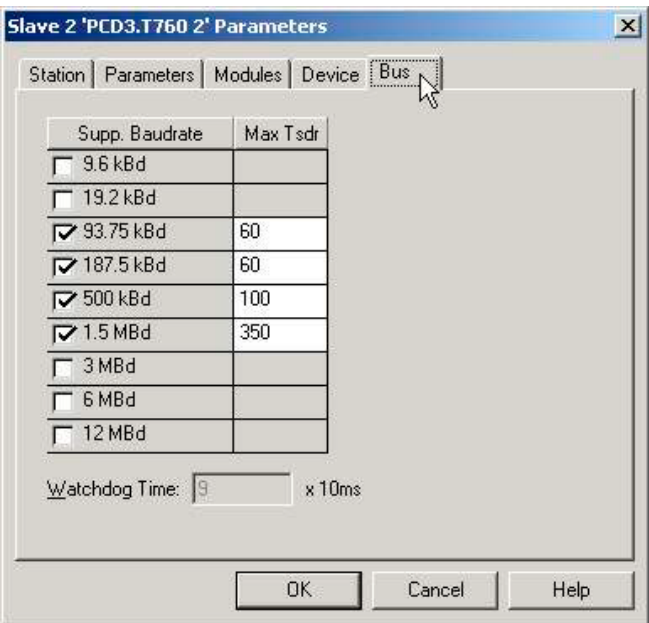 Slave 2 'PCD3.T760 2' Parameters
Station Parameters Modules Device Bus
Supp. Baudrate Max Tsdr
9.6 kBd
19.2 kBd
93.75 kBd 60
187.5 kBd 60
500 kBd 100
1.5 MBd 350
3 MBd
6 MBd
12 MBd
Watchdog Time: 9 x 10ms
OK Cancel Help